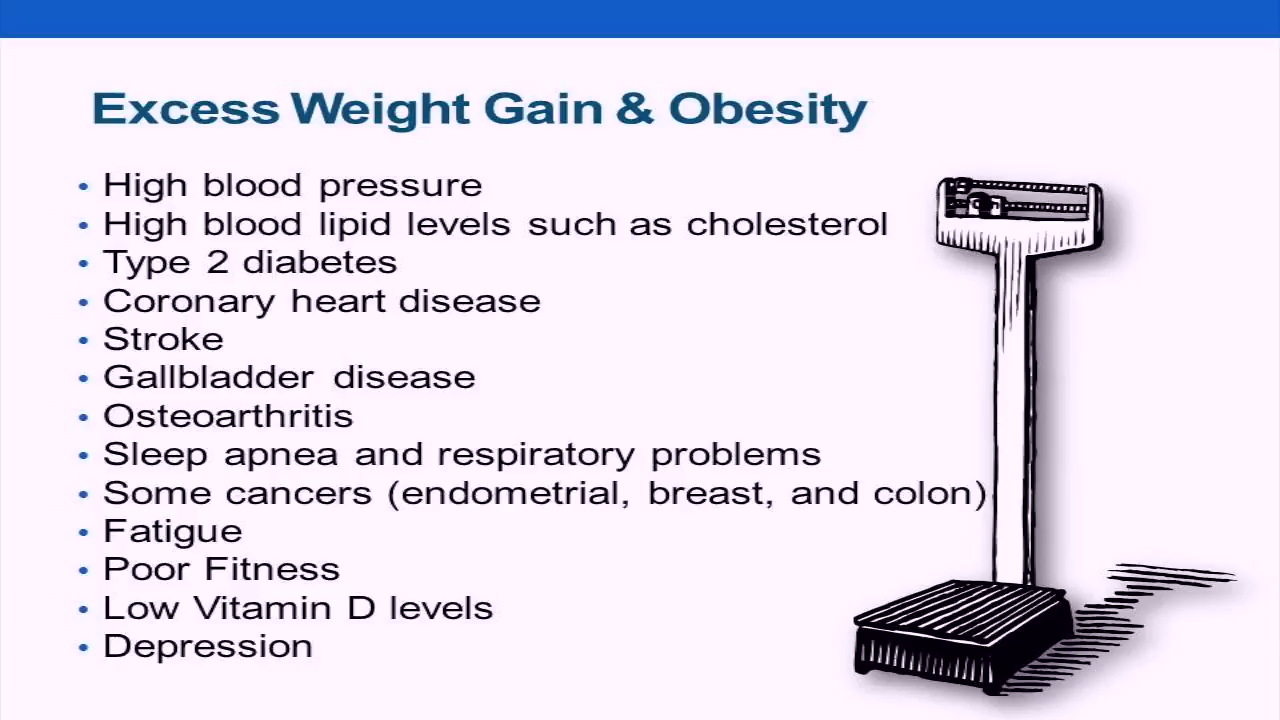 Excess Weight Gain & Obesity
• High blood pressure
• High blood lipid levels such as cholesterol
• Type 2 diabetes
• Coronary heart disease
• Stroke
• Gallbladder disease
• Osteoarthritis
• Sleep apnea and respiratory problems
• Some cancers (endometrial, breast, and colon)
• Fatigue
• Poor Fitness
• Low Vitamin D levels
• Depression